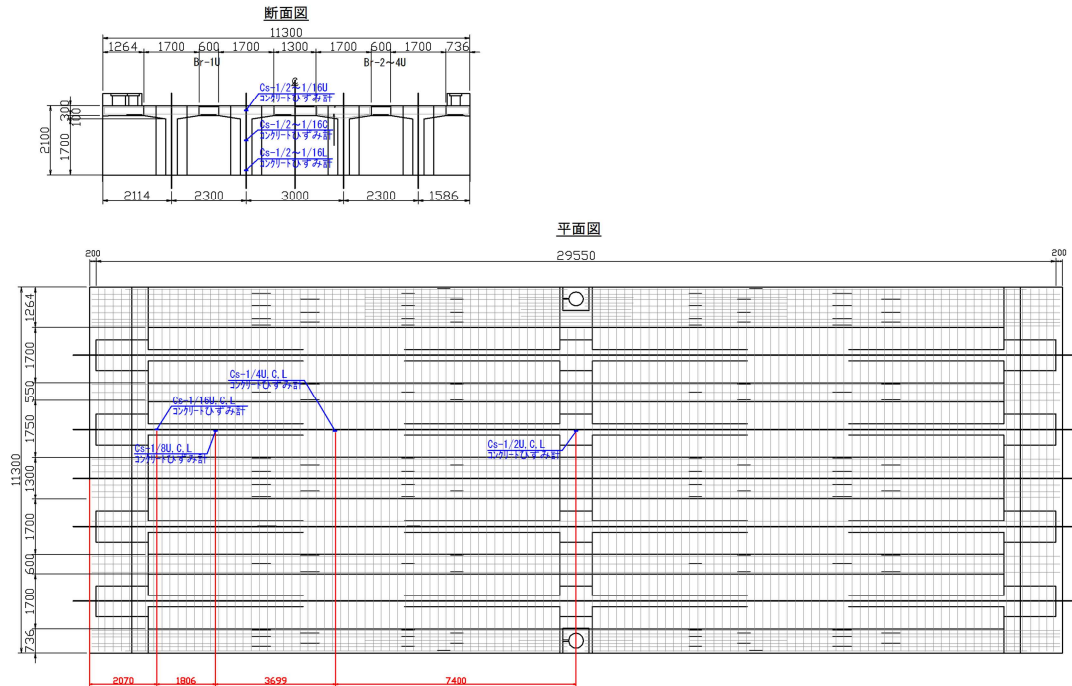 断面図
11300
1264 1700 600 1700 1300 1700 600 1700 736
Br-1U Br-2~4U
Cs-1/2~1/16U
コンクリートひずみ計
300
100
2100
1700
Cs-1/2~1/16C
コンクリートひずみ計
Cs-1/2~1/16L
コンクリートひずみ計
2114 2300 3000 2300 1586
平面図
200 29550 200
1264
1700
550
1750
11300
1300
1700
600
1700
736
Cs-1/4U,C,L
コンクリートひずみ計
Cs-1/16U,C,L
コンクリートひずみ計
Cs-1/8U,C,L
コンクリートひずみ計
Cs-1/2U,C,L
コンクリートひずみ計
2070 1806 3699 7400